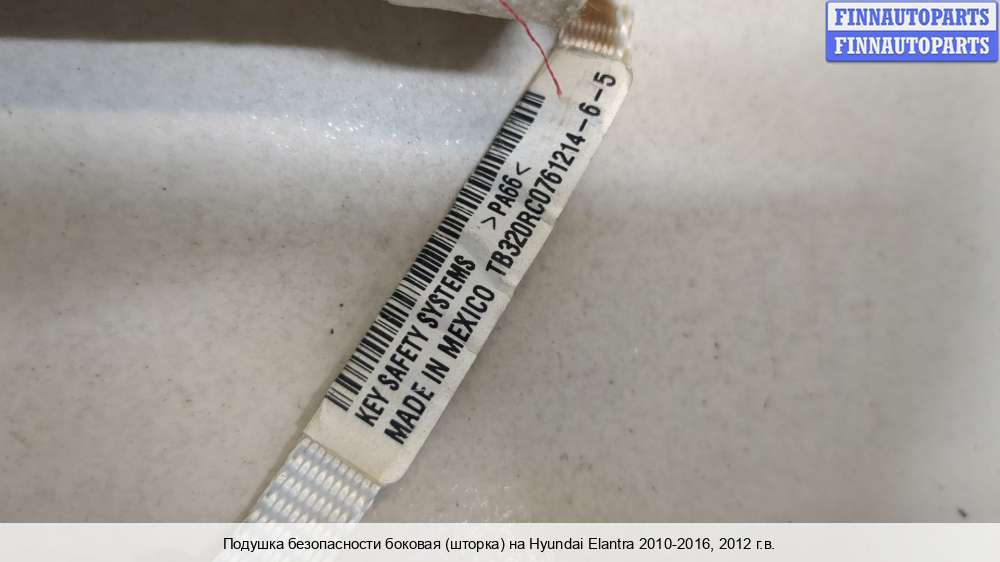 FINNAUTOPARTS
FINNAUTOPARTS
>PA66<
KEY SAFETY SYSTEMS
MADE IN MEXICO TB320RC0761214-6-5
Подушка безопасности боковая (шторка) на Hyundai Elantra 2010-2016, 2012 г.в.